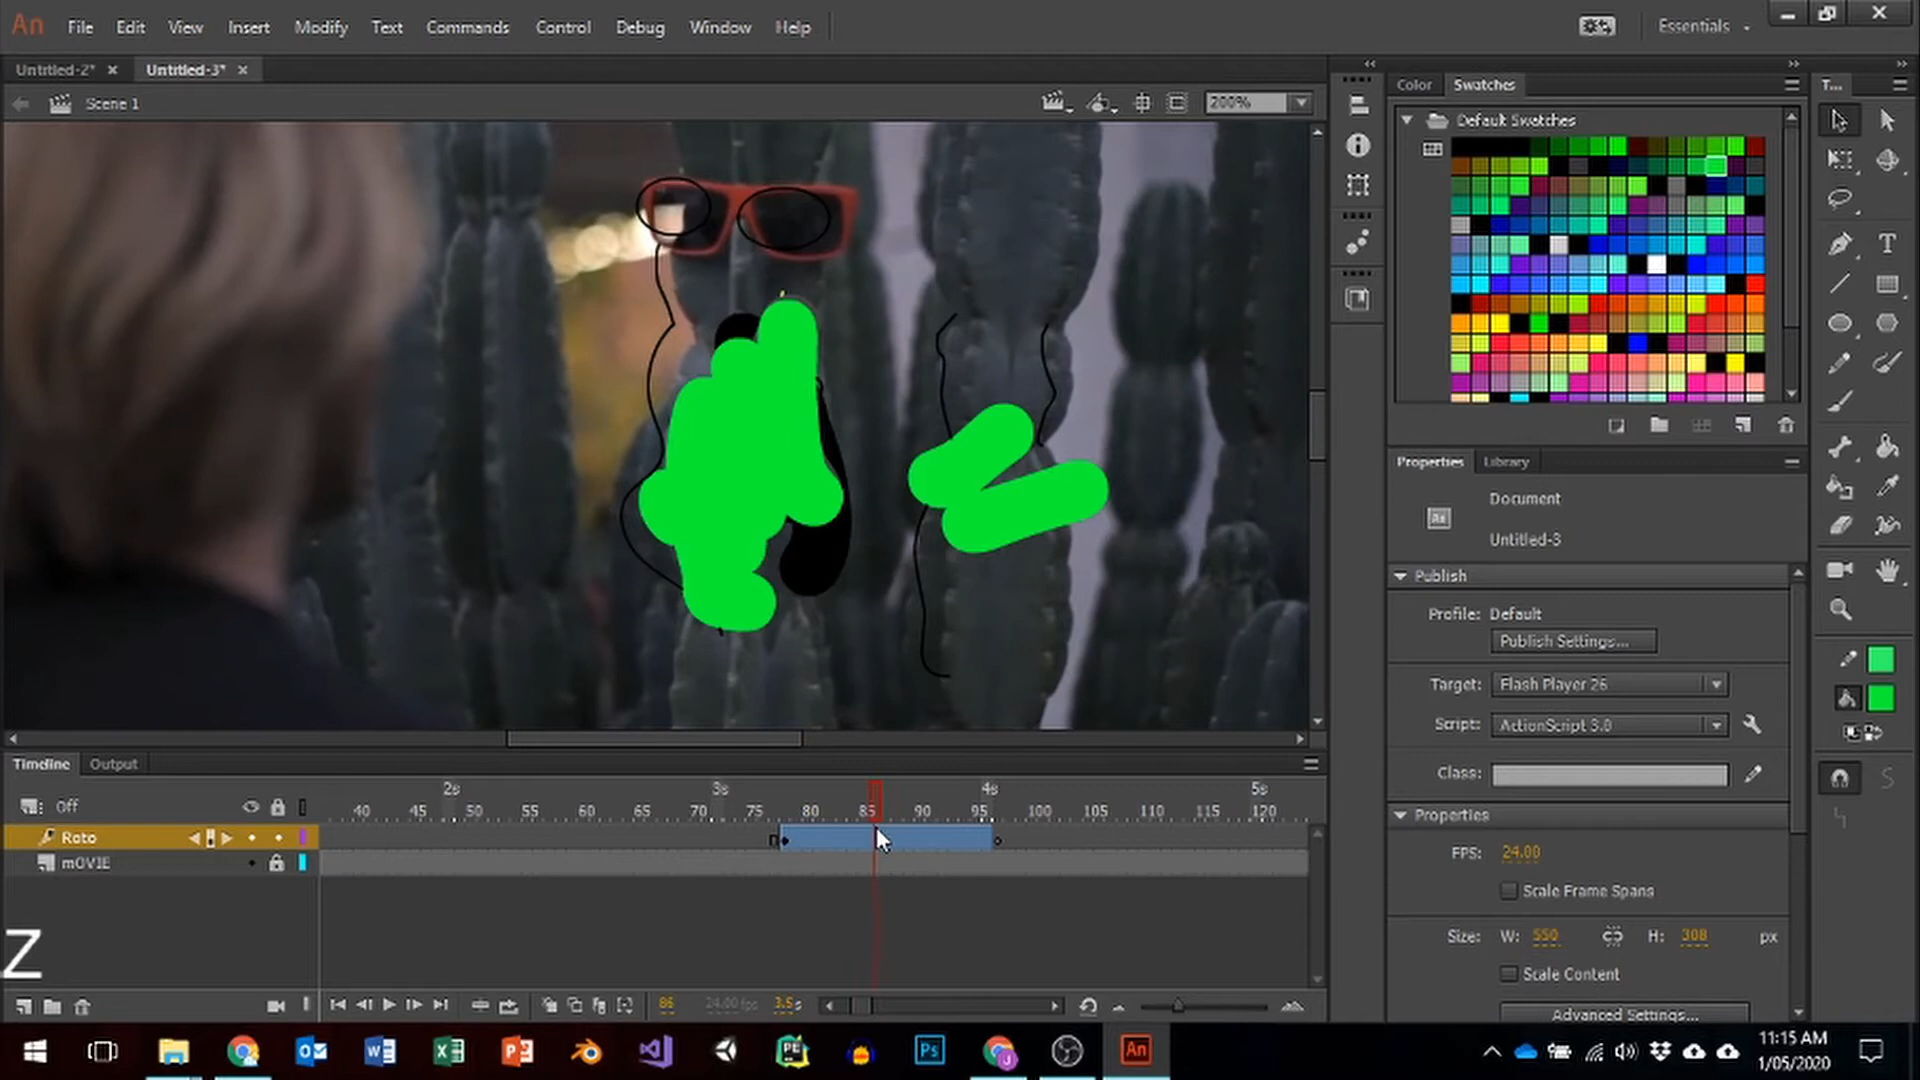 An File Edit View Insert Modify Text Commands Control Debug Window Help Essentials
Untitled-2* × Untitled-3* ×
Scene 1 200%
Color Swatches T...
Default Swatches
Properties Library
Document
An
Untitled-3
Publish
Profile: Default
Publish Settings...
Target: Flash Player 26
Script: ActionScript 3.0
Class:
Properties
FPS: 24.00
Scale Frame Spans
Size: W: 550 H: 308 px
Scale Content
Advanced Settings...
Timeline Output
2s 3s 4s 5s
Off 40 45 50 55 60 65 70 75 80 85 90 95 100 105 110 115 120
Roto
mOVIE
Z
86 24.00 fps 3.5s
11:15 AM
1/05/2020